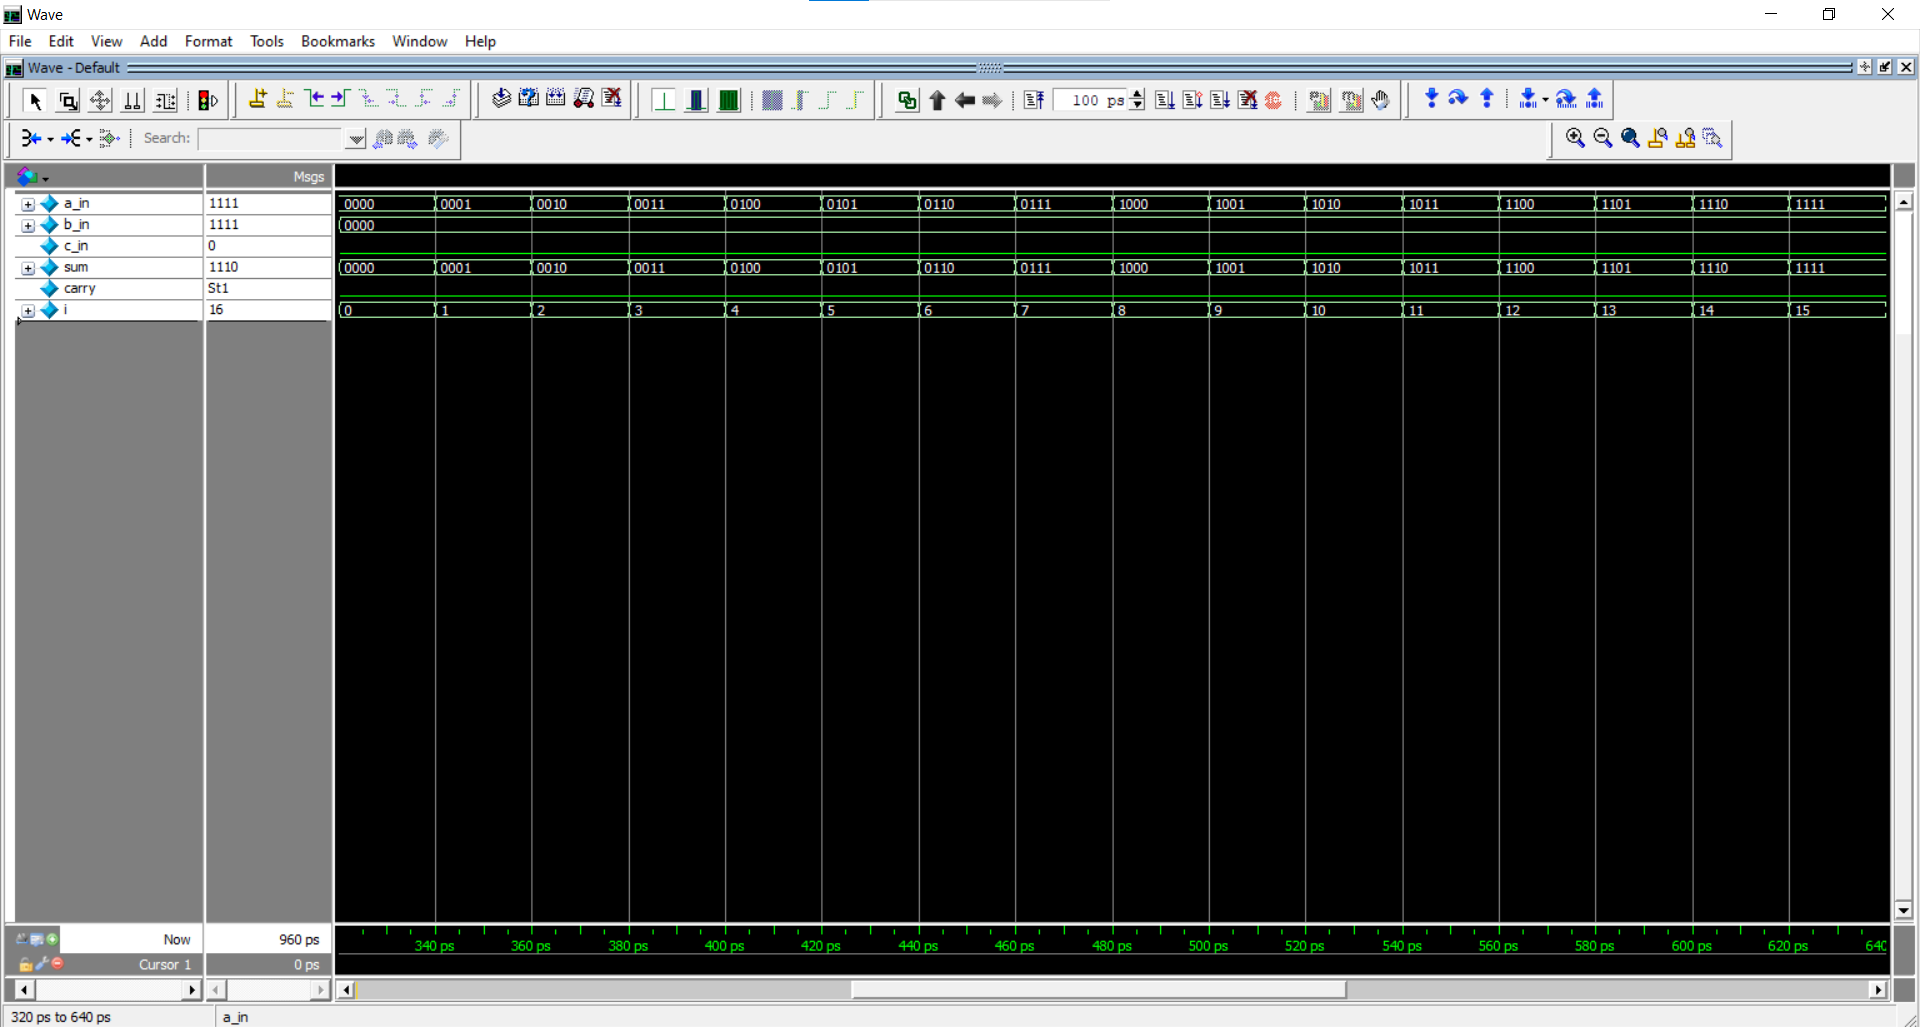 Wave
File Edit View Add Format Tools Bookmarks Window Help
Wave - Default
100 ps
Search:
Msgs
a_in 1111 0000 0001 0010 0011 0100 0101 0110 0111 1000 1001 1010 1011 1100 1101 1110 1111
b_in 1111 0000
c_in 0
sum 1110 0000 0001 0010 0011 0100 0101 0110 0111 1000 1001 1010 1011 1100 1101 1110 1111
carry St1
i 16 0 1 2 3 4 5 6 7 8 9 10 11 12 13 14 15
Now 960 ps 340 ps 360 ps 380 ps 400 ps 420 ps 440 ps 460 ps 480 ps 500 ps 520 ps 540 ps 560 ps 580 ps 600 ps 620 ps 640
Cursor 1 0 ps
320 ps to 640 ps a_in